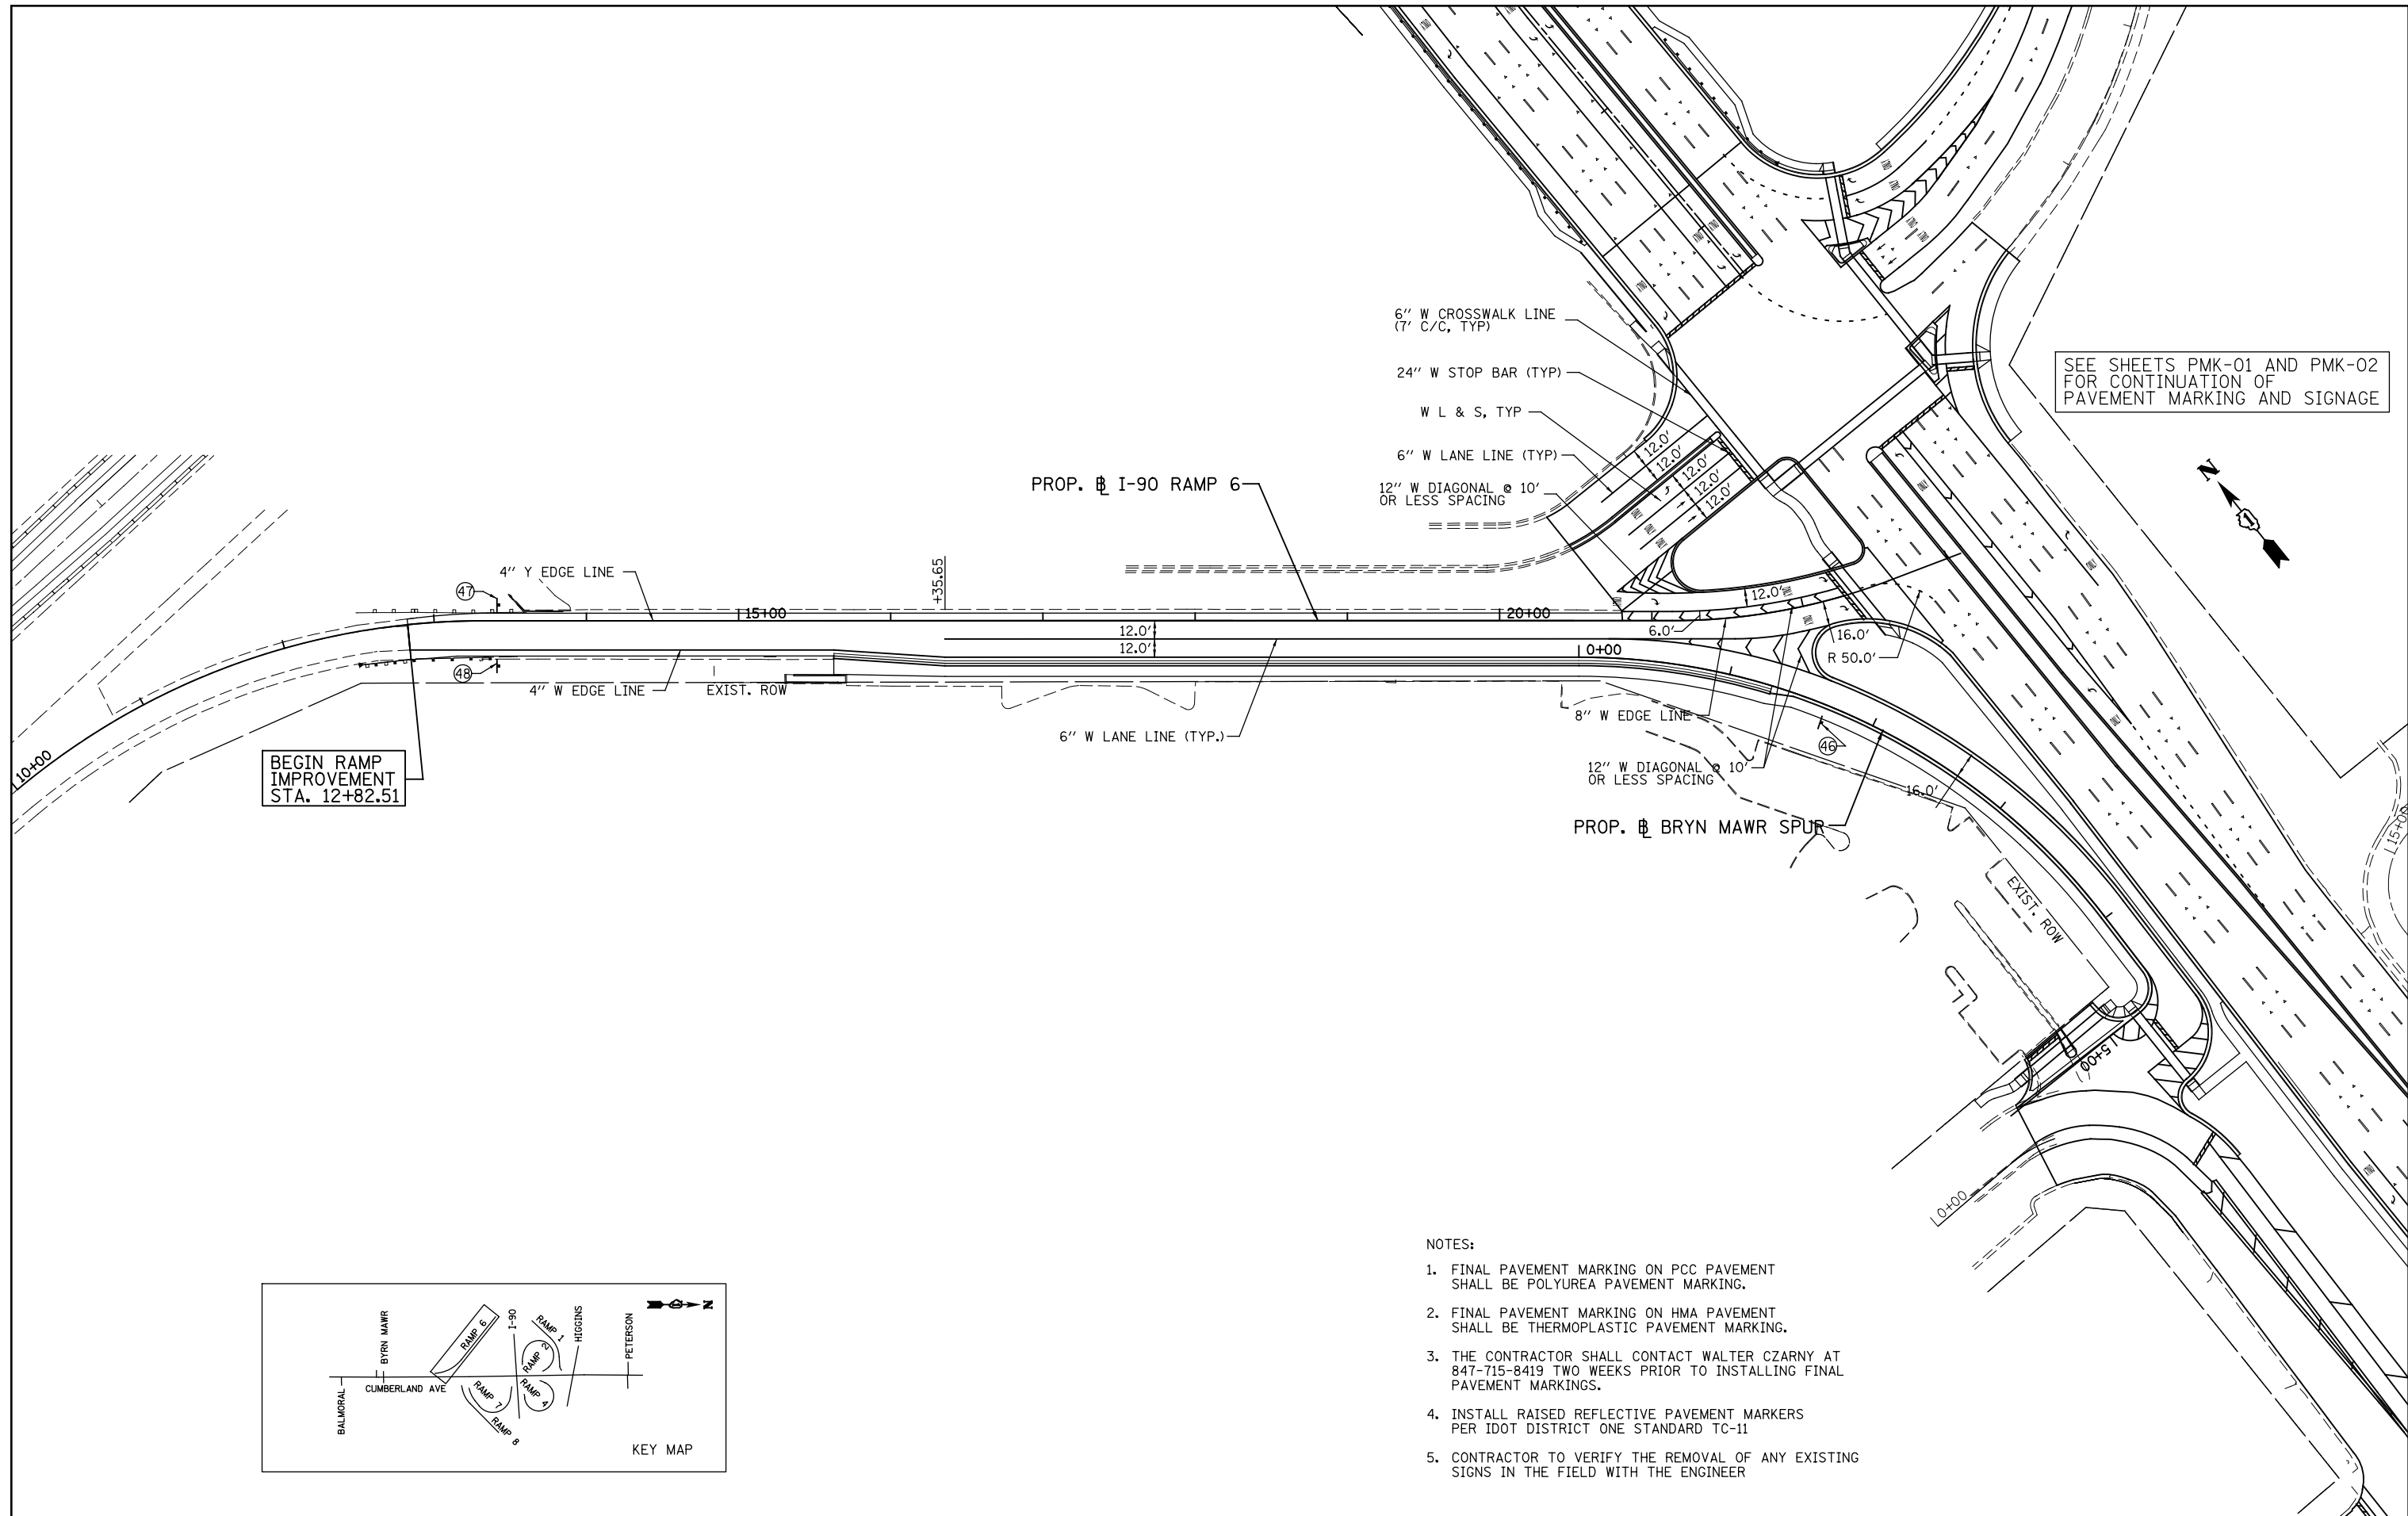 6" W CROSSWALK LINE
(7' C/C, TYP)
24" W STOP BAR (TYP)
W L & S, TYP
6" W LANE LINE (TYP)
12" W DIAGONAL @ 10'
OR LESS SPACING
12.0'
12.0'
12.0'
12.0'
12.0'
SEE SHEETS PMK-01 AND PMK-02
FOR CONTINUATION OF
PAVEMENT MARKING AND SIGNAGE
N
PROP. ℄ I-90 RAMP 6
4" Y EDGE LINE
47
+35.65
15+00
20+00
12.0'
12.0'
12.0'
6.0'
16.0'
R 50.0'
0+00
48
4" W EDGE LINE
EXIST. ROW
6" W LANE LINE (TYP.)
8" W EDGE LINE
46
12" W DIAGONAL @ 10'
OR LESS SPACING
16.0'
PROP. ℄ BRYN MAWR SPUR
10+00
BEGIN RAMP
IMPROVEMENT
STA. 12+82.51
15+00
EXIST. ROW
5+00
10+00
ONLY
ONLY
ONLY
ONLY
NOTES:
1. FINAL PAVEMENT MARKING ON PCC PAVEMENT
SHALL BE POLYUREA PAVEMENT MARKING.
2. FINAL PAVEMENT MARKING ON HMA PAVEMENT
SHALL BE THERMOPLASTIC PAVEMENT MARKING.
3. THE CONTRACTOR SHALL CONTACT WALTER CZARNY AT
847-715-8419 TWO WEEKS PRIOR TO INSTALLING FINAL
PAVEMENT MARKINGS.
4. INSTALL RAISED REFLECTIVE PAVEMENT MARKERS
PER IDOT DISTRICT ONE STANDARD TC-11
5. CONTRACTOR TO VERIFY THE REMOVAL OF ANY EXISTING
SIGNS IN THE FIELD WITH THE ENGINEER
BALMORAL
BYRN MAWR
CUMBERLAND AVE
RAMP 6
I-90
RAMP 1
RAMP 2
RAMP 4
RAMP 7
RAMP 8
HIGGINS
PETERSON
N
KEY MAP